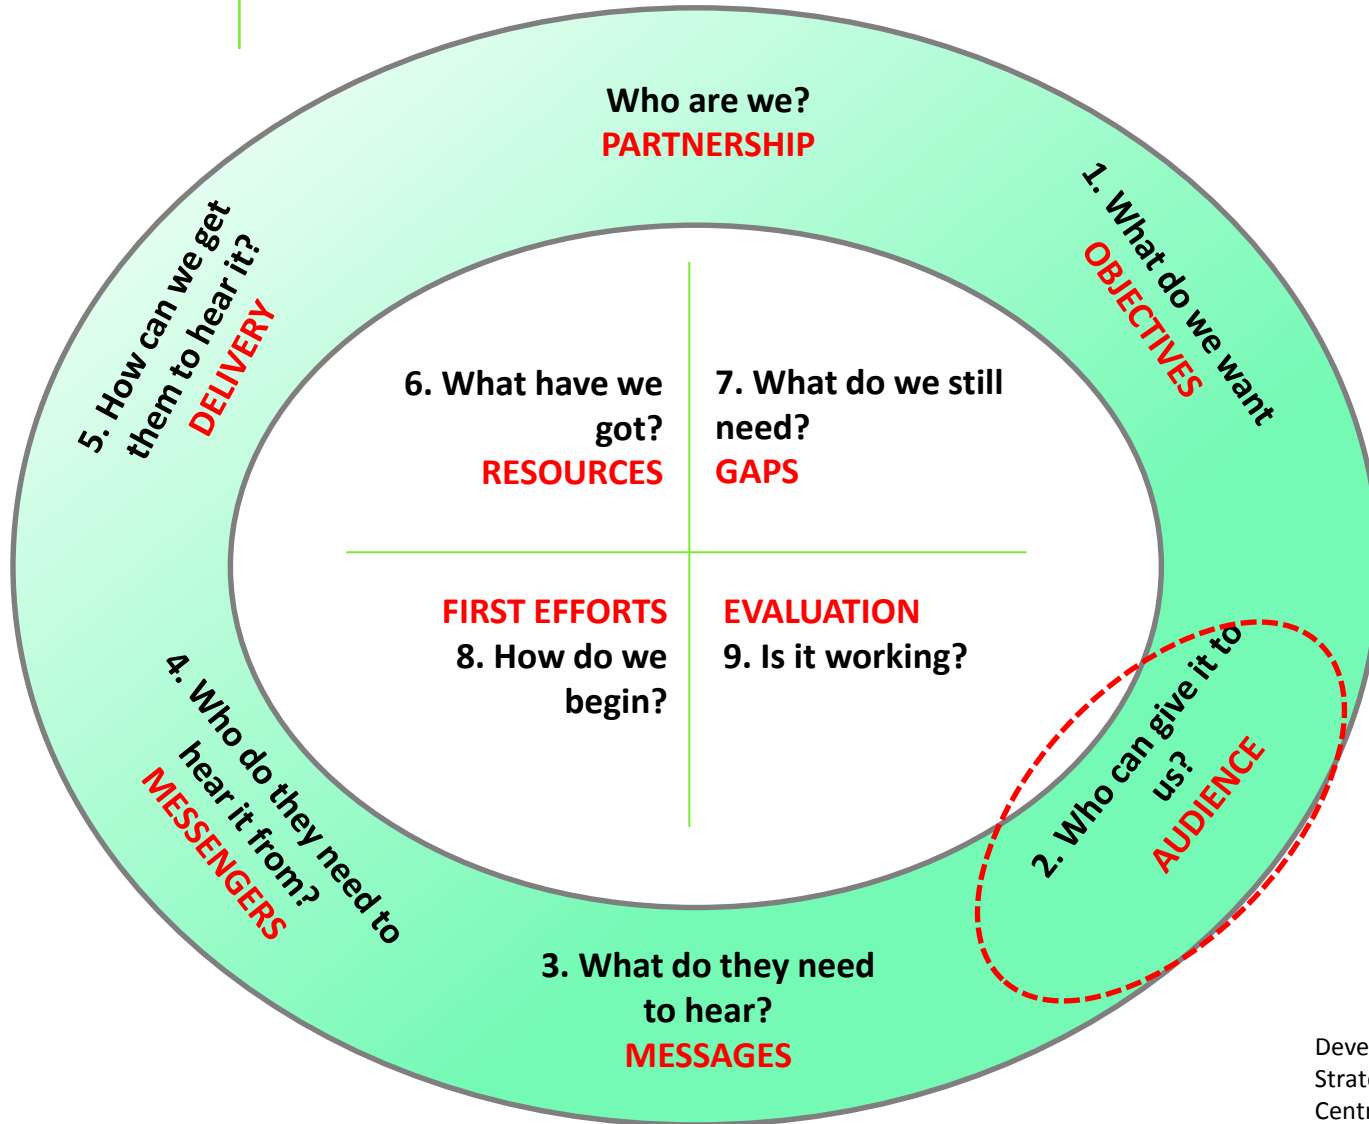 Who are we?
PARTNERSHIP
1. What do we want
OBJECTIVES
2. Who can give it to
us?
AUDIENCE
3. What do they need
to hear?
MESSAGES
4. Who do they need to
hear it from?
MESSENGERS
5. How can we get
them to hear it?
DELIVERY
6. What have we
got?
RESOURCES
7. What do we still
need?
GAPS
FIRST EFFORTS
8. How do we
begin?
EVALUATION
9. Is it working?